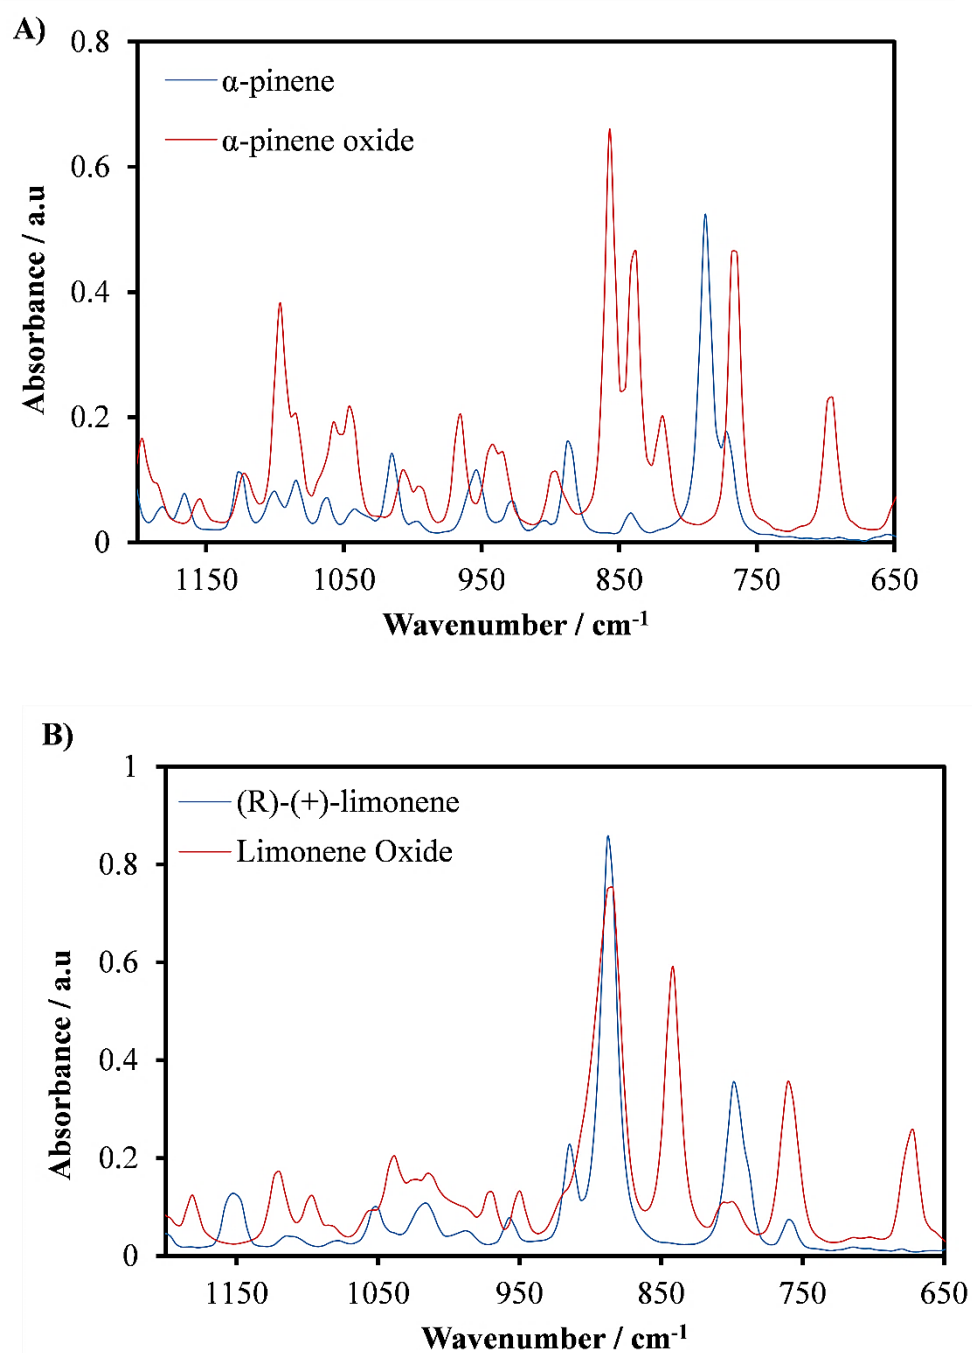 A)
0.8
α-pinene
α-pinene oxide
0.6
0.4
0.2
0
Absorbance / a.u
1150 1050 950 850 750 650
Wavenumber / cm-1
B)
1
(R)-(+)-limonene
Limonene Oxide
0.8
0.6
0.4
0.2
0
Absorbance / a.u
1150 1050 950 850 750 650
Wavenumber / cm-1